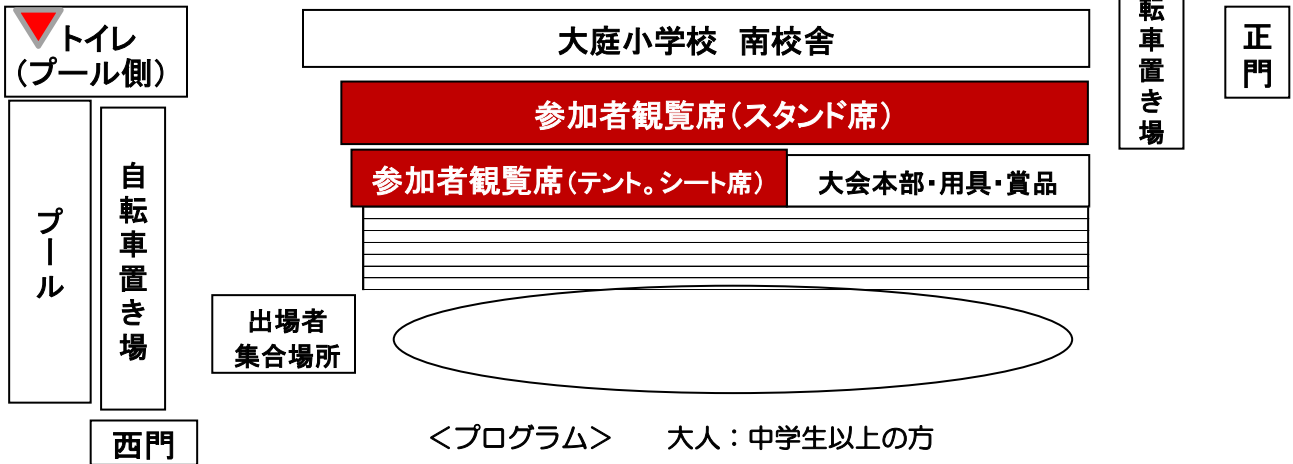 トイレ
（プール側）
大庭小学校　南校舎
転車置き場
正門
参加者観覧席（スタンド席）
参加者観覧席（テント。シート席）
大会本部・用具・賞品
プール
自転車置き場
出場者
集合場所
西門
＜プログラム＞　　大人：中学生以上の方